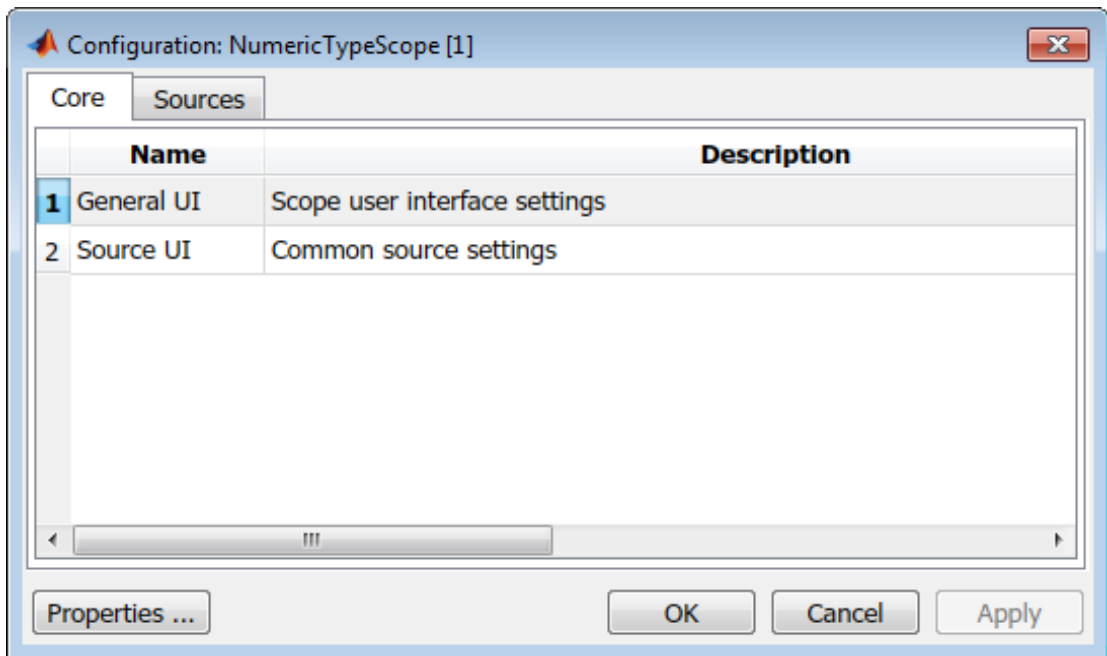 Configuration: NumericTypeScope [1]
Core Sources
Name Description
1 General UI Scope user interface settings
2 Source UI Common source settings
Properties ... OK Cancel Apply